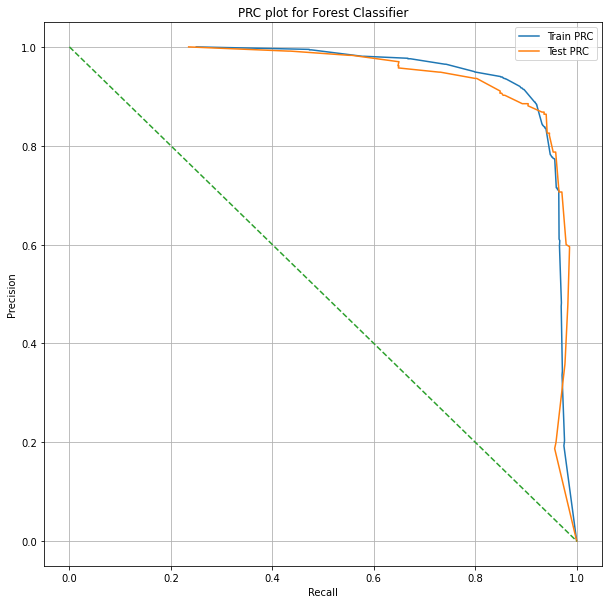 PRC plot for Forest Classifier
Train PRC
Test PRC
1.0
0.8
0.6
0.4
0.2
0.0
Precision
0.0 0.2 0.4 0.6 0.8 1.0
Recall